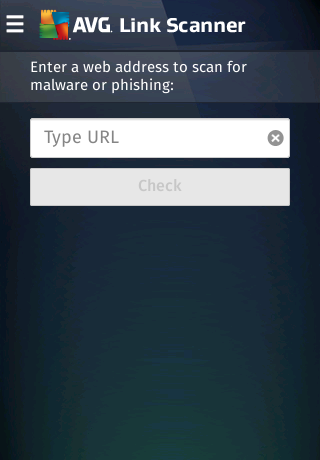 AVG. Link Scanner
Enter a web address to scan for
malware or phishing:
Type URL
Check